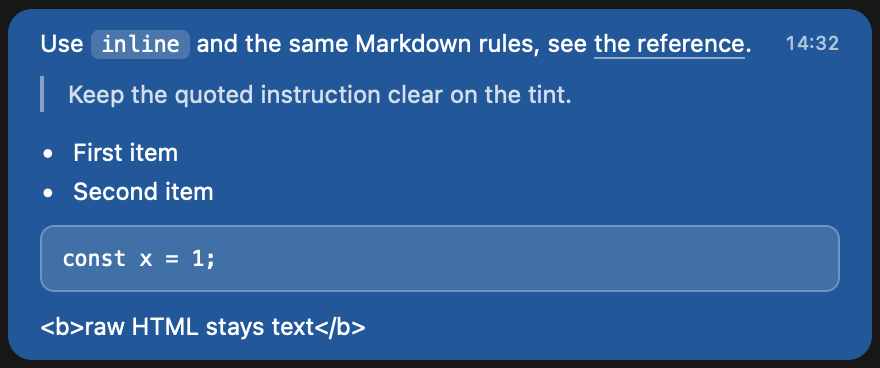 Use inline and the same Markdown rules, see the reference. 14:32
Keep the quoted instruction clear on the tint.
• First item
• Second item
const x = 1;
<b>raw HTML stays text</b>